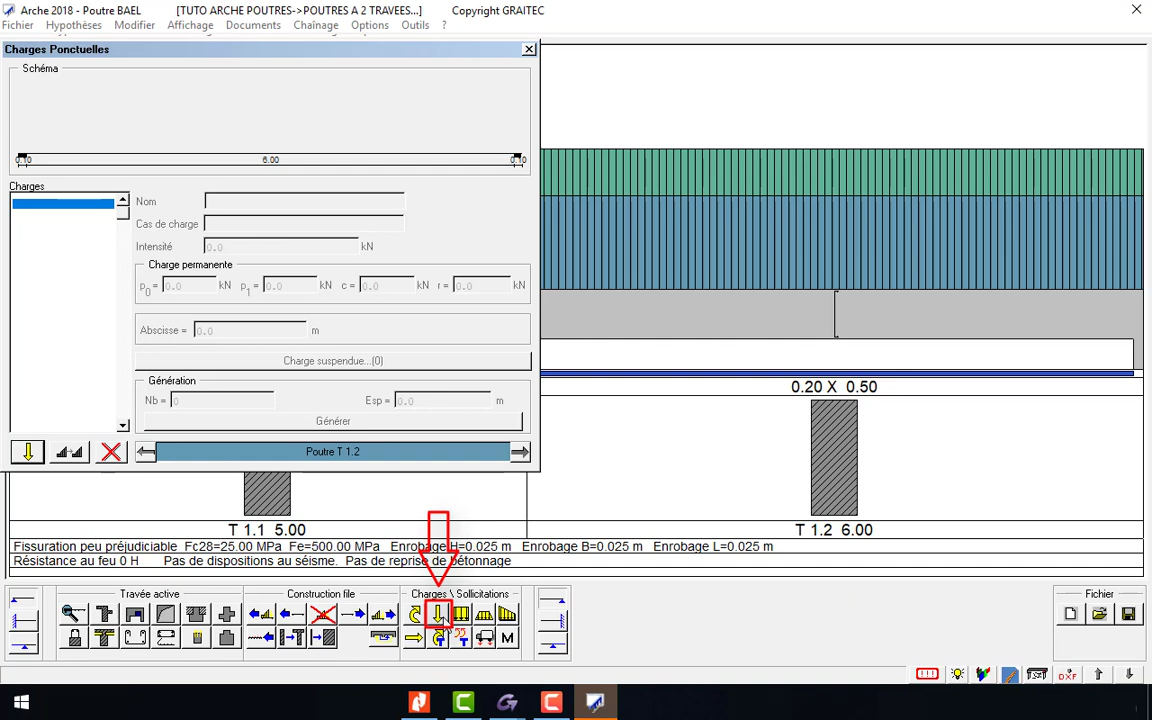 Arche 2018 - Poutre BAEL [TUTO ARCHE POUTRES->POUTRES A 2 TRAVEES...] Copyright GRAITEC
Fichier Hypothèses Modifier Affichage Documents Chaînage Options Outils ?
Charges Ponctuelles
Schéma
0.10 6.00 0.10
Charges
Nom
Cas de charge
Intensité 0.0 kN
Charge permanente
p0 = 0.0 kN p1 = 0.0 kN c = 0.0 kN r = 0.0 kN
Abscisse = 0.0 m
Charge suspendue...(0)
Génération
Nb = 0 Esp = 0.0 m
Générer
Poutre T 1.2
0.20 X 0.50
T 1.1 5.00 T 1.2 6.00
Fissuration peu préjudiciable Fc28=25.00 MPa Fe=500.00 MPa Enrobage H=0.025 m Enrobage B=0.025 m Enrobage L=0.025 m
Résistance au feu 0 H Pas de dispositions au séisme. Pas de reprise de bétonnage
Travée active Construction file Charges \ Sollicitations Fichier
M
DXF